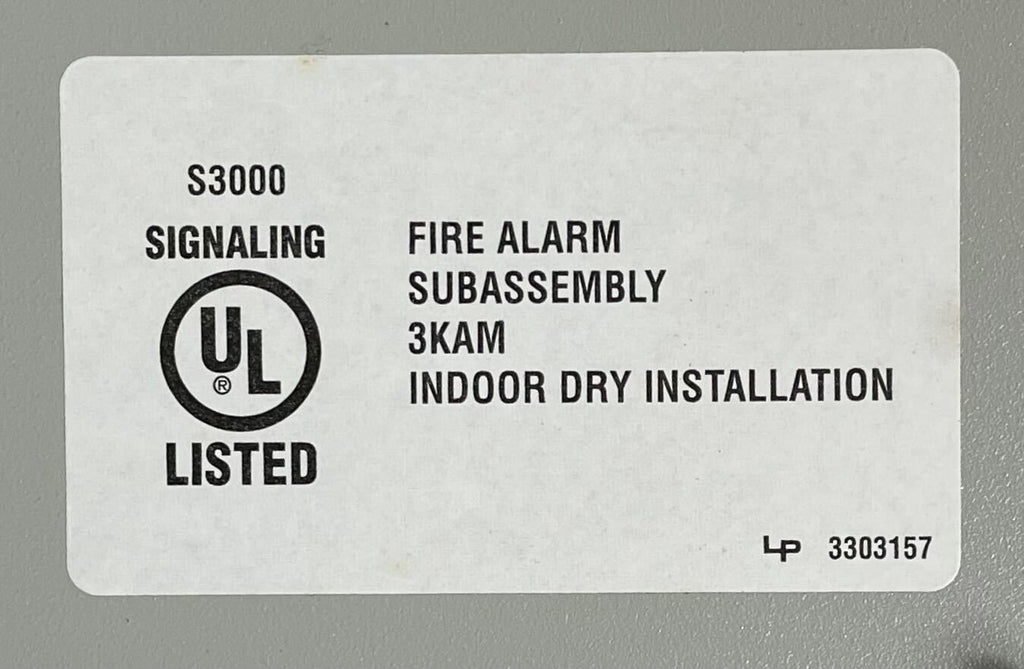 S3000
SIGNALING
UL
®
LISTED
FIRE ALARM
SUBASSEMBLY
3KAM
INDOOR DRY INSTALLATION
LP 3303157